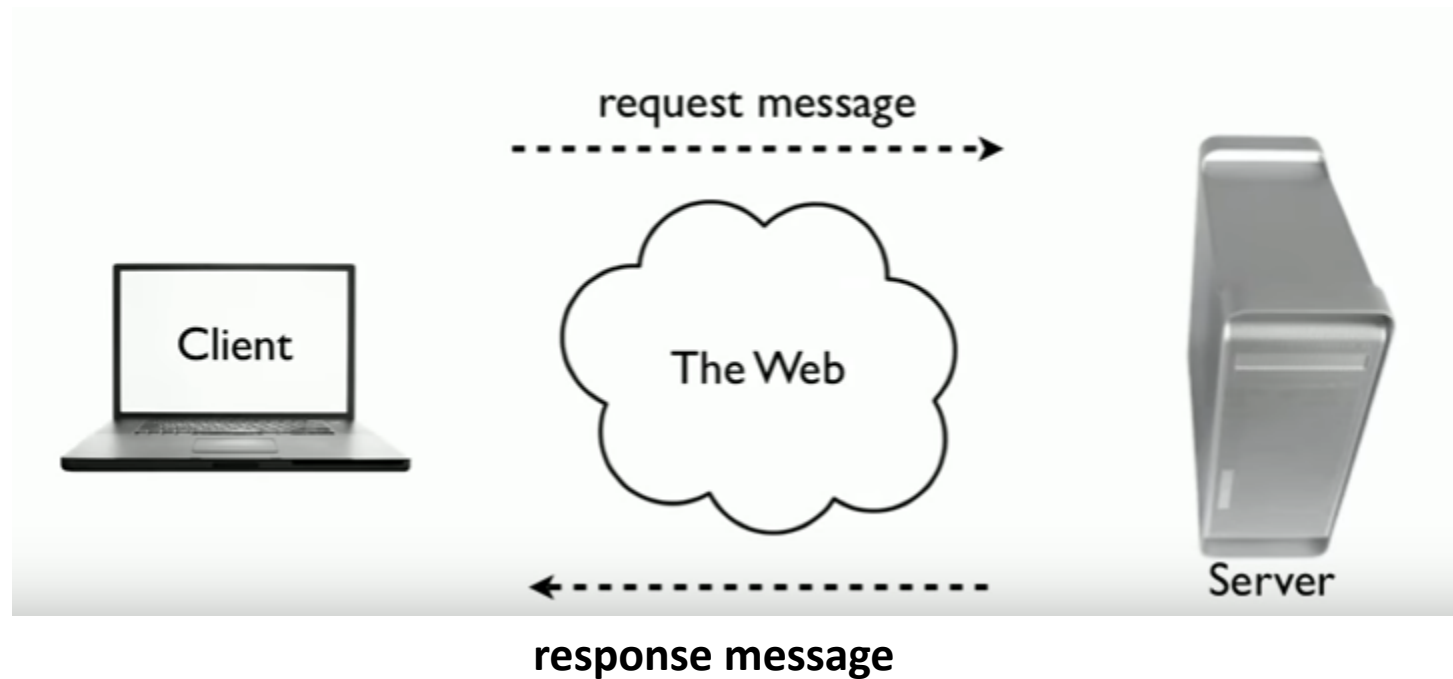 request message
Client
The Web
Server
response message